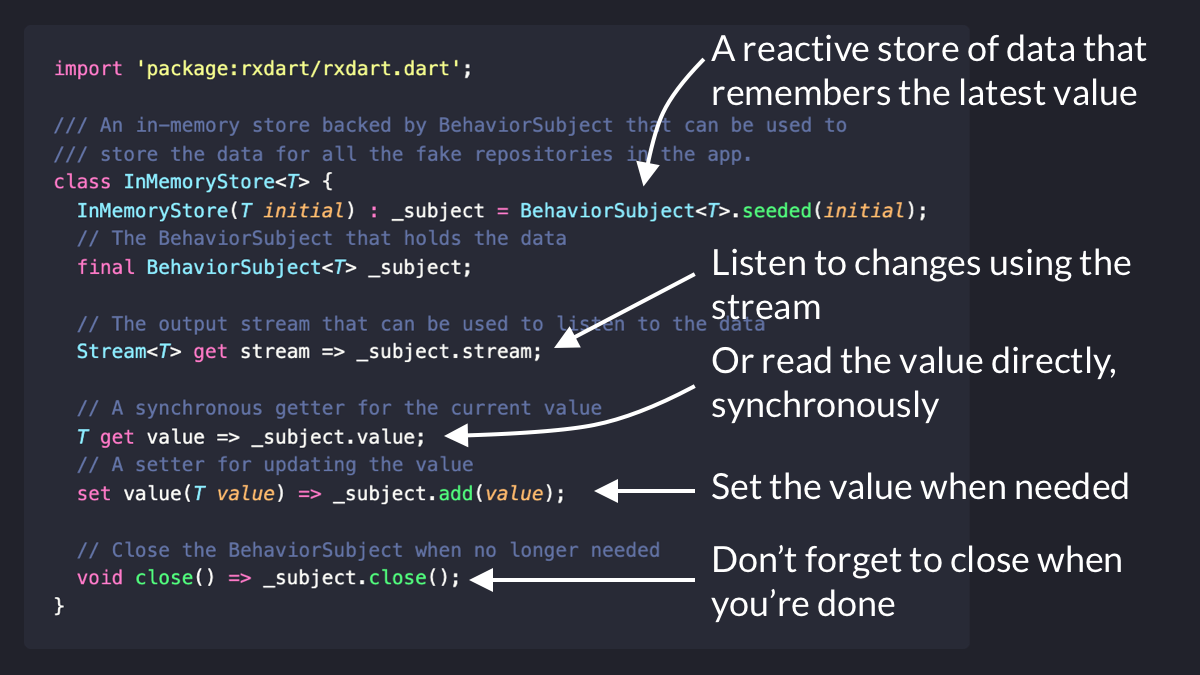 import 'package:rxdart/rxdart.dart';
/// An in-memory store backed by BehaviorSubject that can be used to
/// store the data for all the fake repositories in the app.
class InMemoryStore<T> {
InMemoryStore(T initial) : _subject = BehaviorSubject<T>.seeded(initial);
// The BehaviorSubject that holds the data
final BehaviorSubject<T> _subject;
// The output stream that can be used to listen to the data
Stream<T> get stream => _subject.stream;
// A synchronous getter for the current value
T get value => _subject.value;
// A setter for updating the value
set value(T value) => _subject.add(value);
// Close the BehaviorSubject when no longer needed
void close() => _subject.close();
}
A reactive store of data that
remembers the latest value
Listen to changes using the
stream
Or read the value directly,
synchronously
Set the value when needed
Don’t forget to close when
you’re done